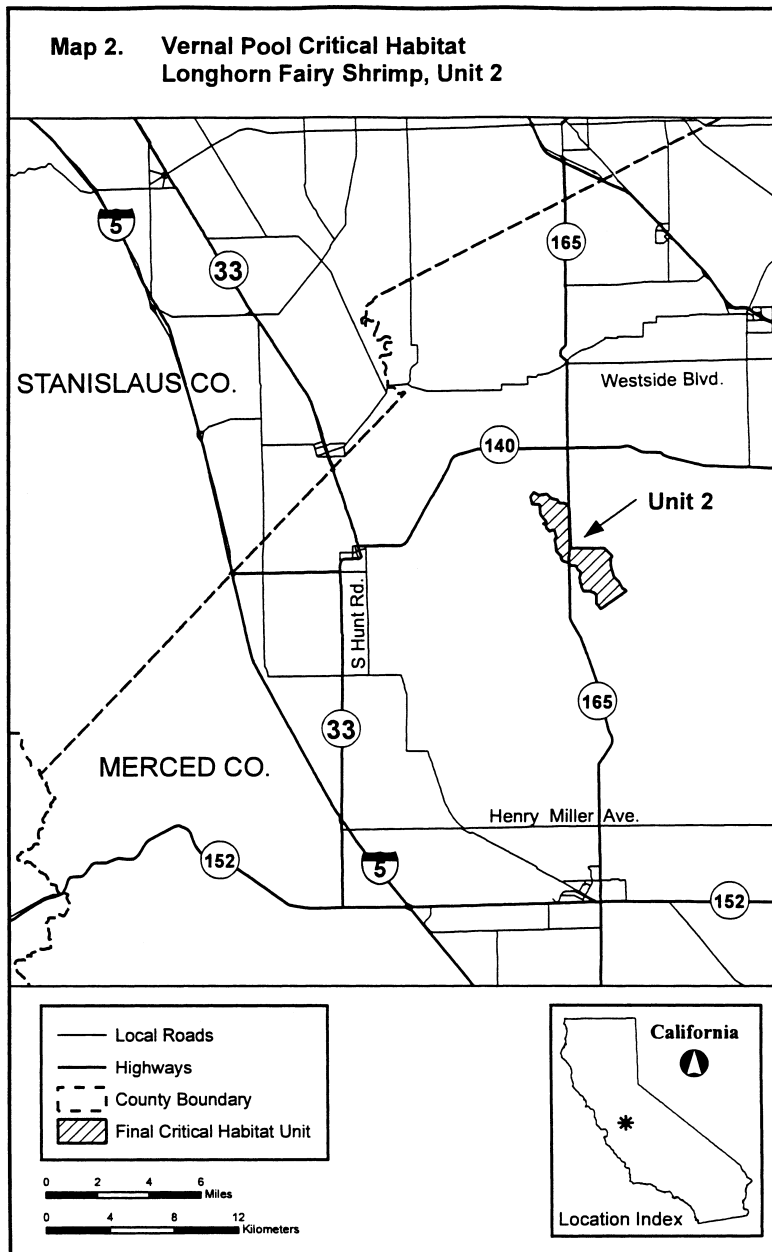 Map 2. Vernal Pool Critical Habitat
Longhorn Fairy Shrimp, Unit 2
5
33
165
STANISLAUS CO.
Westside Blvd.
140
Unit 2
S Hunt Rd.
165
33
MERCED CO.
Henry Miller Ave.
152
5
152
Local Roads
Highways
County Boundary
Final Critical Habitat Unit
0 2 4 6
Miles
0 4 8 12
Kilometers
California
Location Index